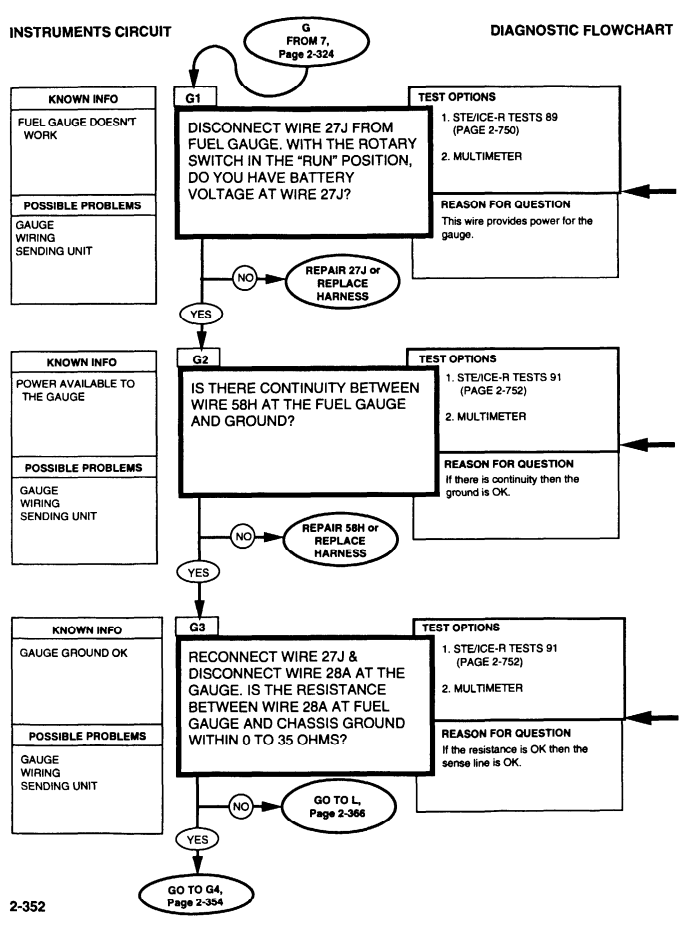 INSTRUMENTS CIRCUIT
DIAGNOSTIC FLOWCHART
G
FROM 7,
Page 2-324
KNOWN INFO
FUEL GAUGE DOESN'T
WORK
POSSIBLE PROBLEMS
GAUGE
WIRING
SENDING UNIT
G1
DISCONNECT WIRE 27J FROM
FUEL GAUGE. WITH THE ROTARY
SWITCH IN THE "RUN" POSITION,
DO YOU HAVE BATTERY
VOLTAGE AT WIRE 27J?
TEST OPTIONS
1. STE/ICE-R TESTS 89
(PAGE 2-750)
2. MULTIMETER
REASON FOR QUESTION
This wire provides power for the
gauge.
NO
REPAIR 27J or
REPLACE
HARNESS
YES
KNOWN INFO
POWER AVAILABLE TO
THE GAUGE
POSSIBLE PROBLEMS
GAUGE
WIRING
SENDING UNIT
G2
IS THERE CONTINUITY BETWEEN
WIRE 58H AT THE FUEL GAUGE
AND GROUND?
TEST OPTIONS
1. STE/ICE-R TESTS 91
(PAGE 2-752)
2. MULTIMETER
REASON FOR QUESTION
If there is continuity then the
ground is OK.
NO
REPAIR 58H or
REPLACE
HARNESS
YES
KNOWN INFO
GAUGE GROUND OK
POSSIBLE PROBLEMS
GAUGE
WIRING
SENDING UNIT
G3
RECONNECT WIRE 27J &
DISCONNECT WIRE 28A AT THE
GAUGE. IS THE RESISTANCE
BETWEEN WIRE 28A AT FUEL
GAUGE AND CHASSIS GROUND
WITHIN 0 TO 35 OHMS?
TEST OPTIONS
1. STE/ICE-R TESTS 91
(PAGE 2-752)
2. MULTIMETER
REASON FOR QUESTION
If the resistance is OK then the
sense line is OK.
NO
GO TO L,
Page 2-366
YES
GO TO G4,
Page 2-354
2-352